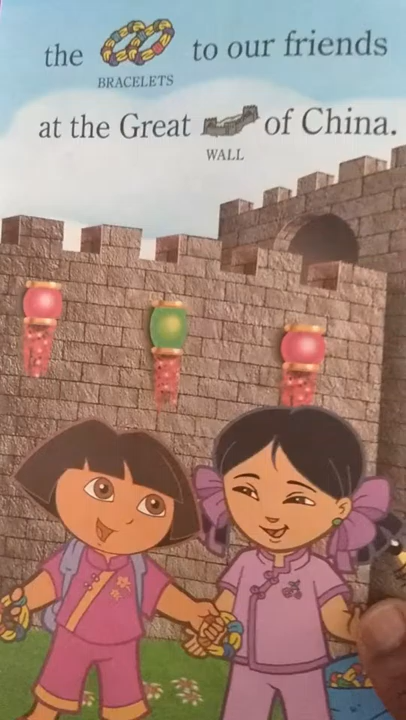 the to our friends
BRACELETS
at the Great of China.
WALL